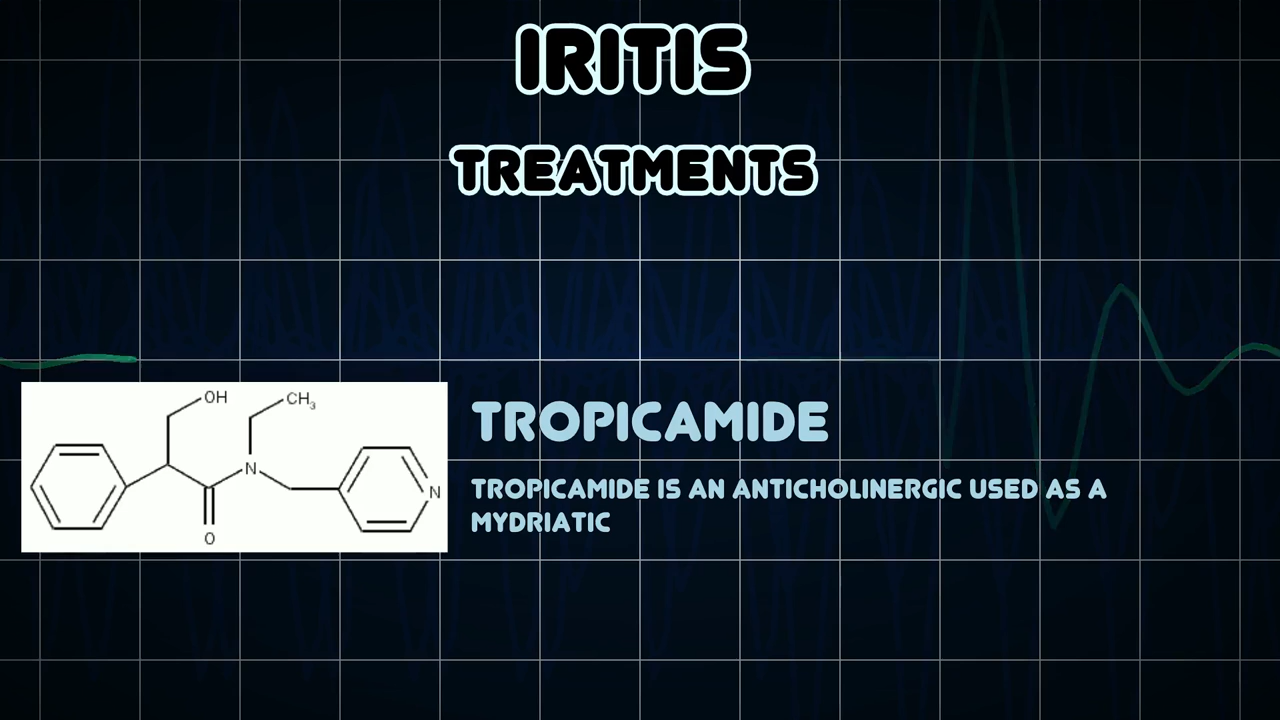 IRITIS
TREATMENTS
OH
CH₃
N
N
O
TROPICAMIDE
TROPICAMIDE IS AN ANTICHOLINERGIC USED AS A
MYDRIATIC